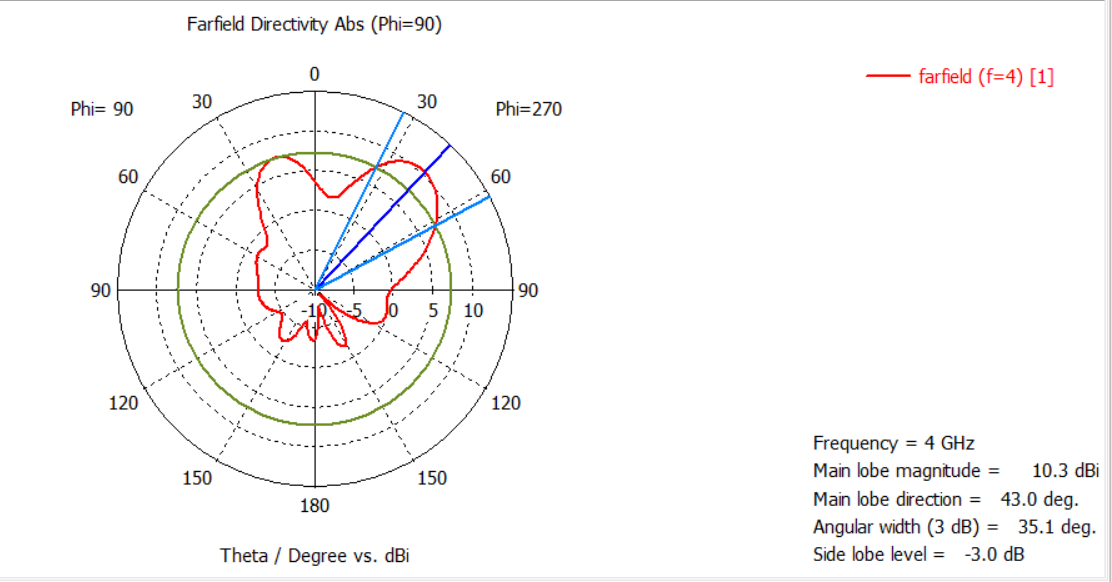 Farfield Directivity Abs (Phi=90)
farfield (f=4) [1]
0
Phi= 90
30
30
Phi=270
60
60
90
-10
-5
0
5
10
90
120
120
150
150
180
Theta / Degree vs. dBi
Frequency = 4 GHz
Main lobe magnitude = 10.3 dBi
Main lobe direction = 43.0 deg.
Angular width (3 dB) = 35.1 deg.
Side lobe level = -3.0 dB